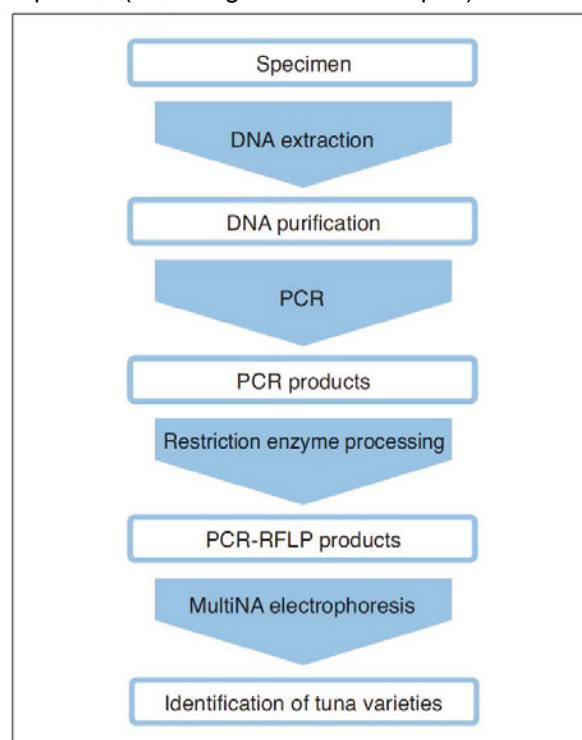 Specimen
DNA extraction
DNA purification
PCR
PCR products
Restriction enzyme processing
PCR-RFLP products
MultiNA electrophoresis
Identification of tuna varieties